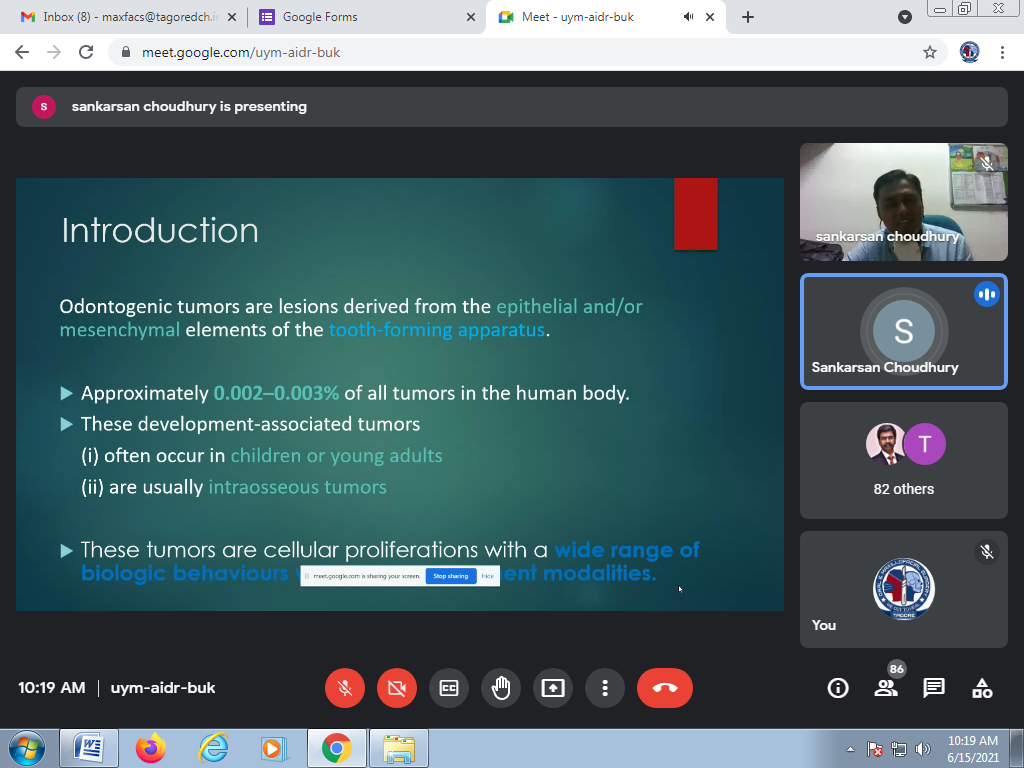 Inbox (8) - maxfacs@tagoredch.in
Google Forms
Meet - uym-aidr-buk
meet.google.com/uym-aidr-buk
S
sankarsan choudhury is presenting
Introduction
Odontogenic tumors are lesions derived from the epithelial and/or
mesenchymal elements of the tooth-forming apparatus.
Approximately 0.002–0.003% of all tumors in the human body.
These development-associated tumors
(i) often occur in children or young adults
(ii) are usually intraosseous tumors
These tumors are cellular proliferations with a wide range of
biologic behaviours modalities.
meet.google.com is sharing your screen.
Stop sharing
Hide
sankarsan choudhury
S
Sankarsan Choudhury
T
82 others
TAGORE
You
10:19 AM | uym-aidr-buk
CC
86
10:19 AM
6/15/2021